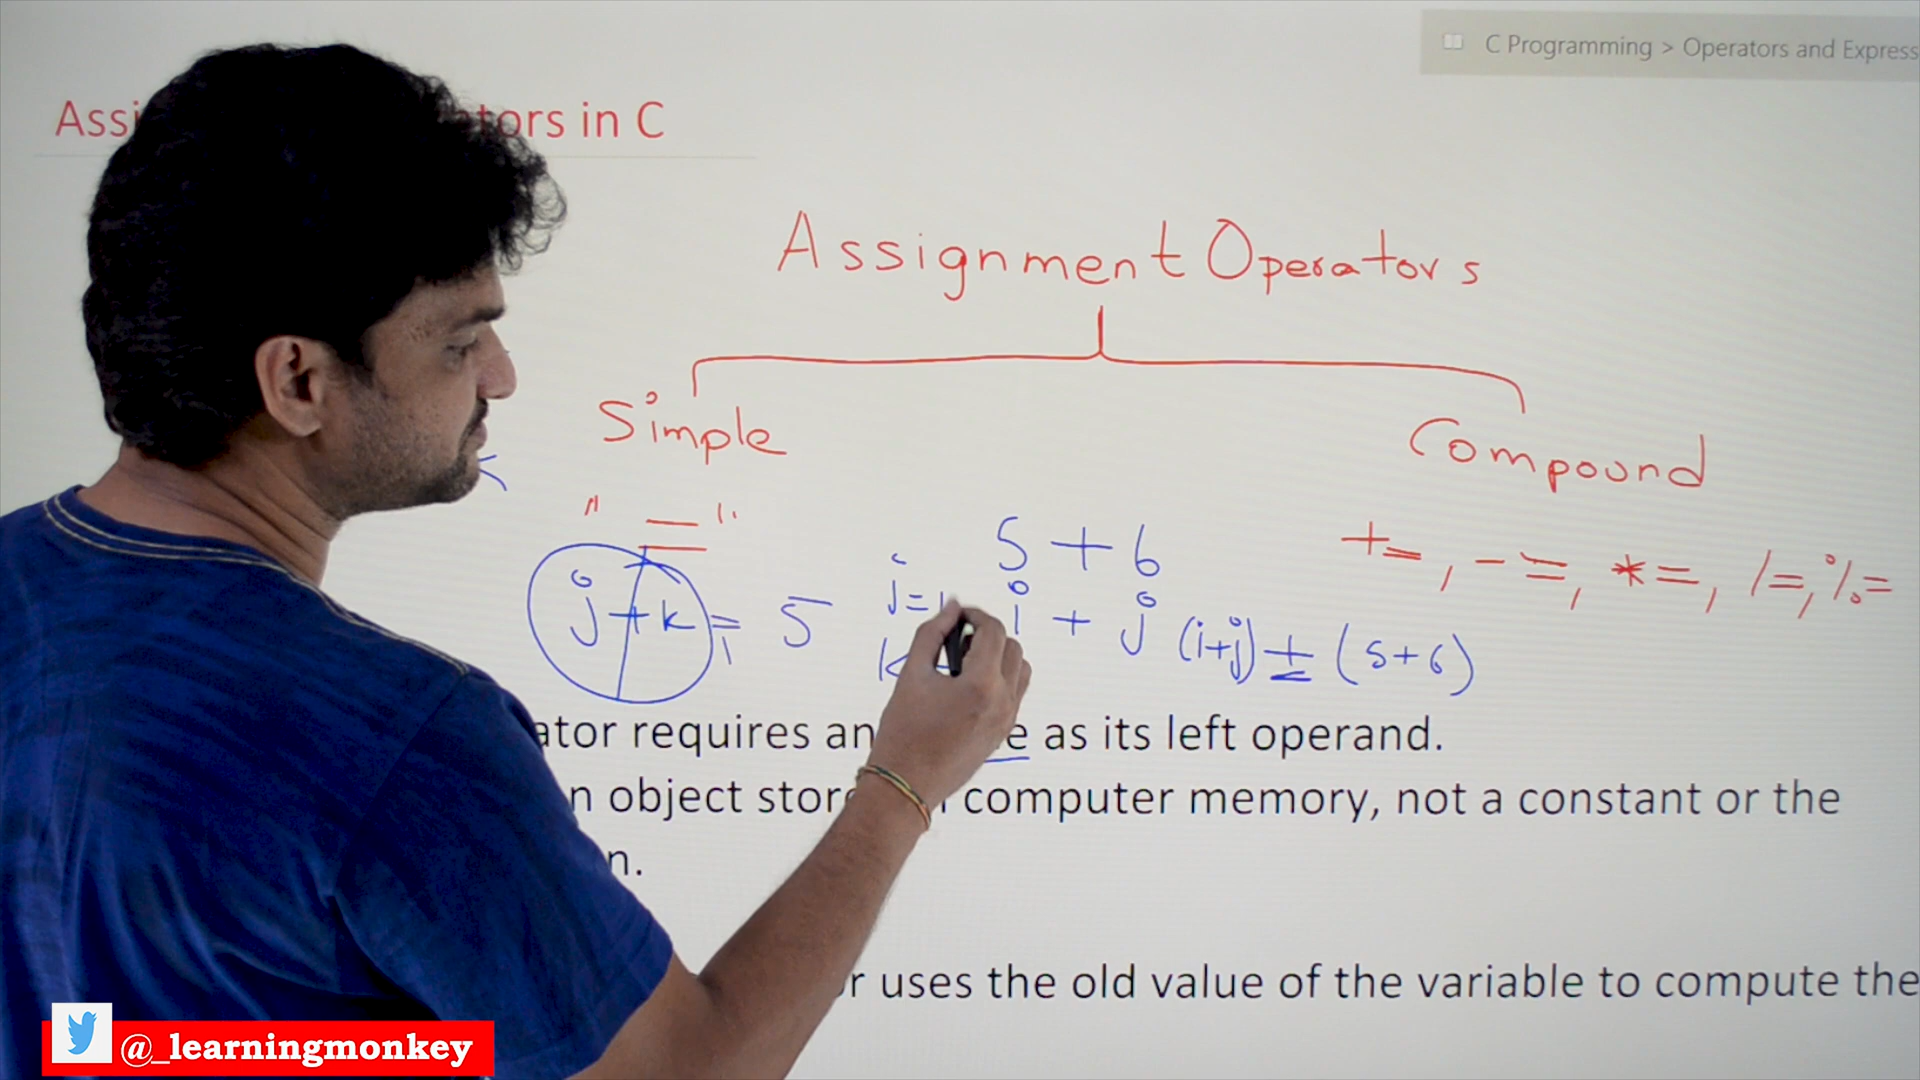 C Programming > Operators and Express
Assi tors in C
Assignment Operators
Simple
Compound
" = "
+=, -=, *=, /=, %=
5 + 6
j+k = 5
j=
i + j
(i+j) ± (5+6)
k
ator requires an e as its left operand.
n object stor computer memory, not a constant or the
n.
r uses the old value of the variable to compute the
@_learningmonkey